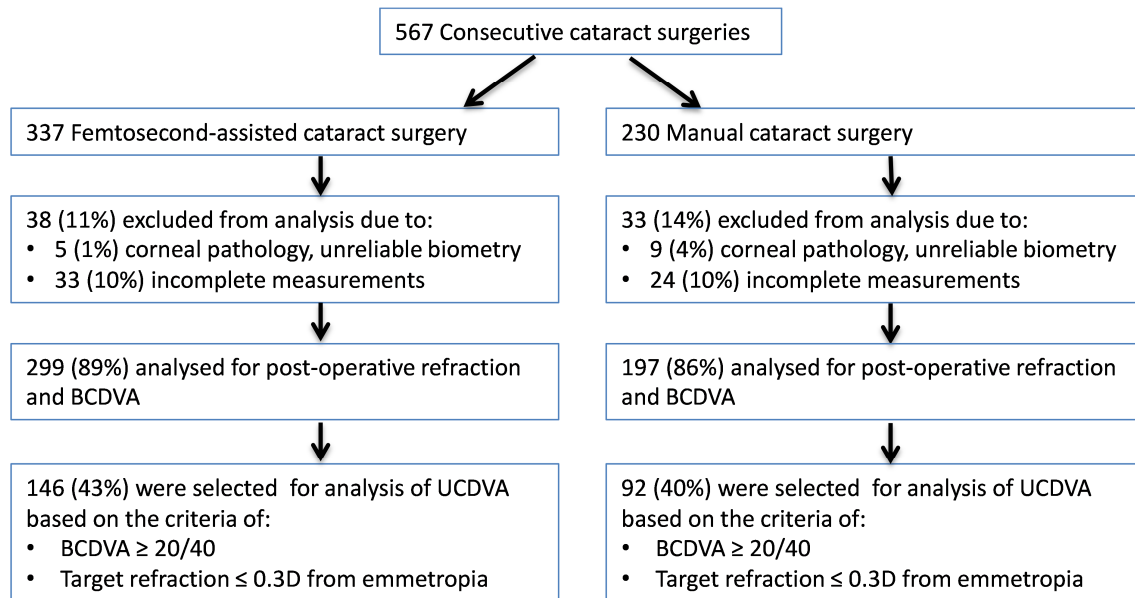 567 Consecutive cataract surgeries
337 Femtosecond-assisted cataract surgery
38 (11%) excluded from analysis due to:
• 5 (1%) corneal pathology, unreliable biometry
• 33 (10%) incomplete measurements
299 (89%) analysed for post-operative refraction
and BCDVA
146 (43%) were selected for analysis of UCDVA
based on the criteria of:
• BCDVA ≥ 20/40
• Target refraction ≤ 0.3D from emmetropia
230 Manual cataract surgery
33 (14%) excluded from analysis due to:
• 9 (4%) corneal pathology, unreliable biometry
• 24 (10%) incomplete measurements
197 (86%) analysed for post-operative refraction
and BCDVA
92 (40%) were selected for analysis of UCDVA
based on the criteria of:
• BCDVA ≥ 20/40
• Target refraction ≤ 0.3D from emmetropia